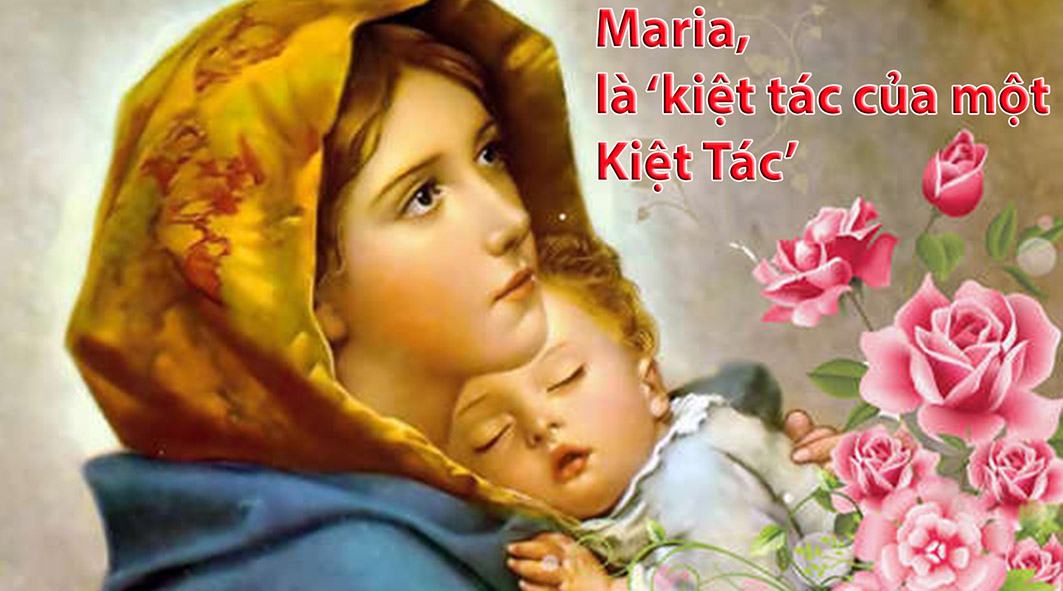 Maria,
là ‘kiệt tác của một
Kiệt Tác’